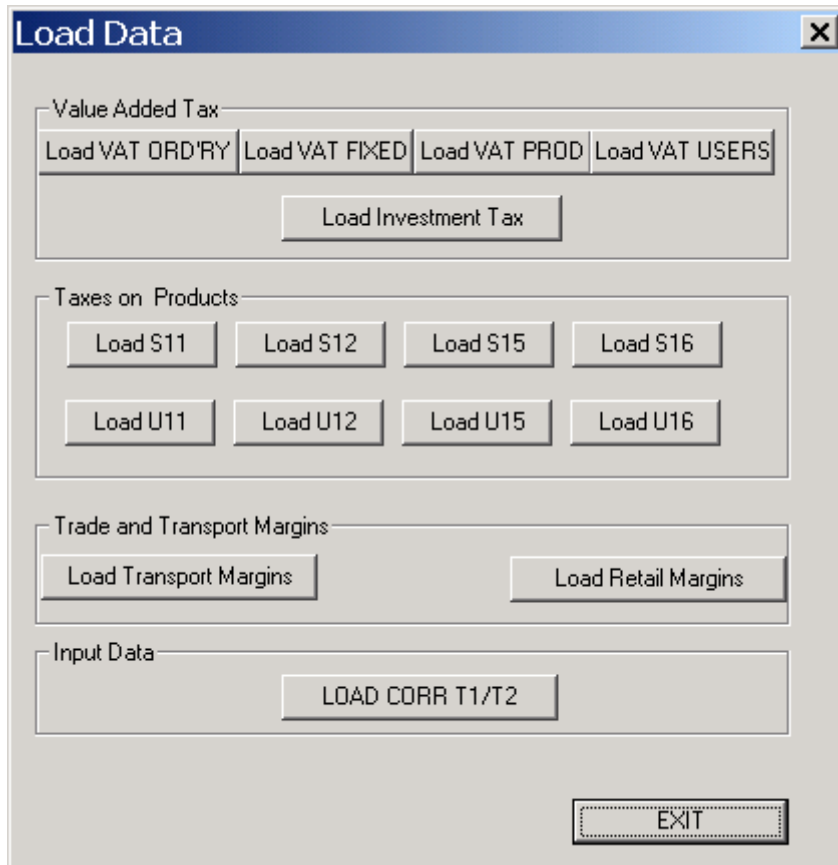 Load Data
Value Added Tax
Load VAT ORD'RY Load VAT FIXED Load VAT PROD Load VAT USERS
Load Investment Tax
Taxes on Products
Load S11 Load S12 Load S15 Load S16
Load U11 Load U12 Load U15 Load U16
Trade and Transport Margins
Load Transport Margins Load Retail Margins
Input Data
LOAD CORR T1/T2
EXIT